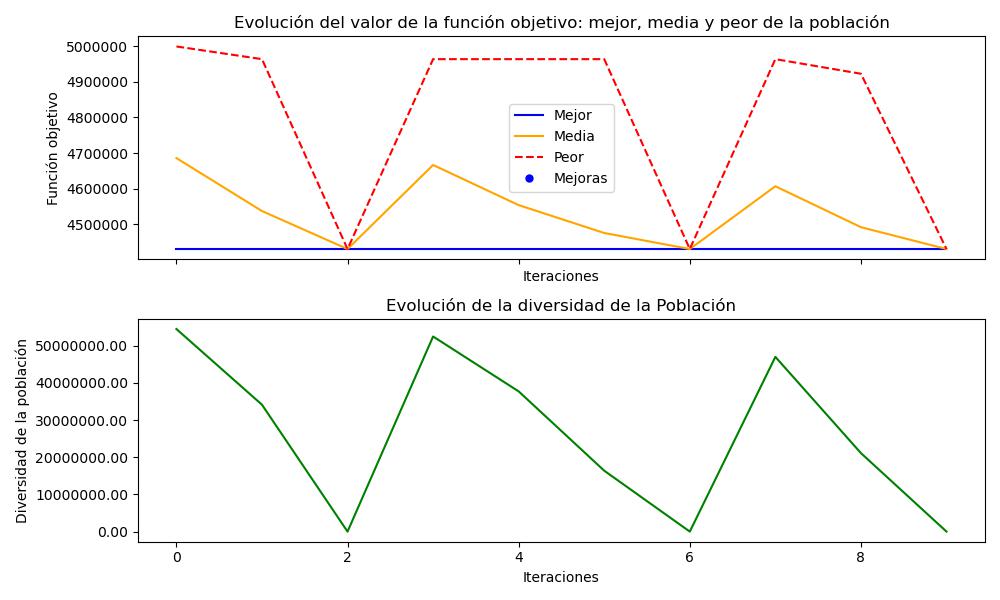 Evolución del valor de la función objetivo: mejor, media y peor de la población
5000000
4900000
4800000
4700000
4600000
4500000
Función objetivo
Mejor
Media
Peor
Mejoras
Iteraciones
Evolución de la diversidad de la Población
50000000.00
40000000.00
30000000.00
20000000.00
10000000.00
0.00
Diversidad de la población
0 2 4 6 8
Iteraciones